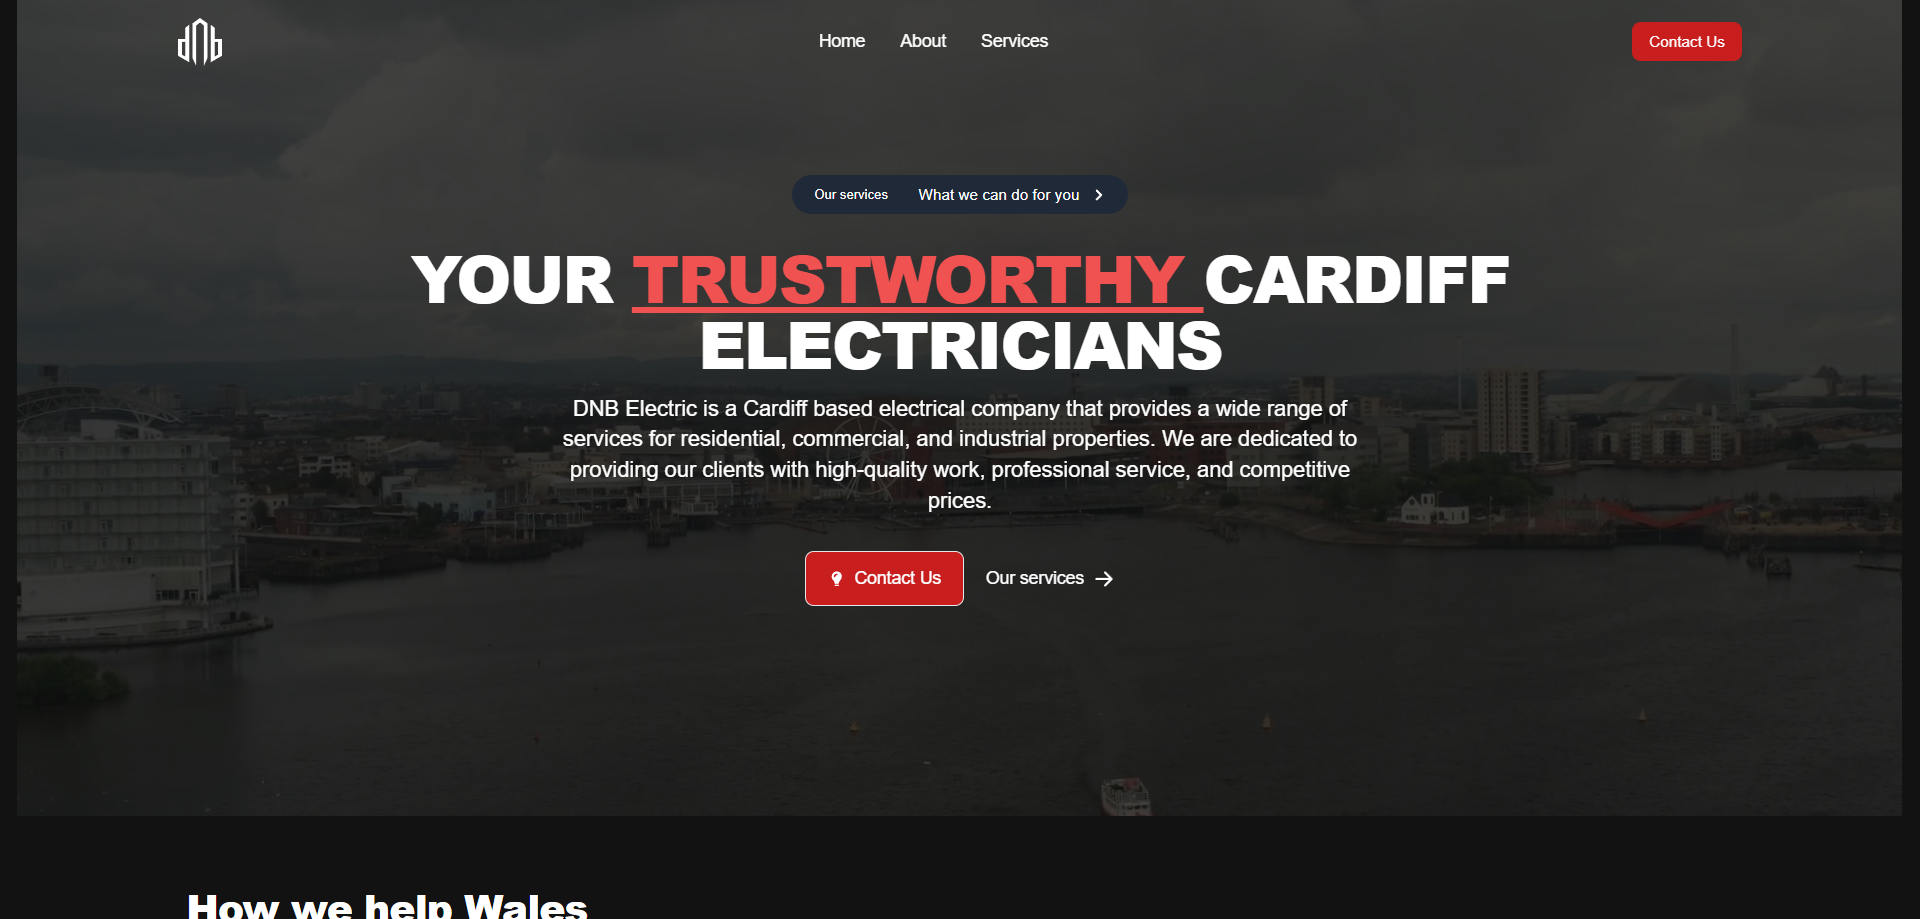 dnb
Home About Services
Contact Us
Our services What we can do for you
YOUR TRUSTWORTHY CARDIFF
ELECTRICIANS
DNB Electric is a Cardiff based electrical company that provides a wide range of
services for residential, commercial, and industrial properties. We are dedicated to
providing our clients with high-quality work, professional service, and competitive
prices.
Contact Us Our services
How we help Wales